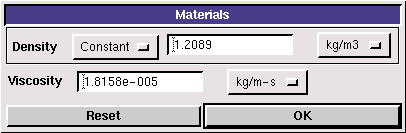 Materials
Density Constant 1.2089 kg/m3
Viscosity 1.8158e-005 kg/m-s
Reset OK